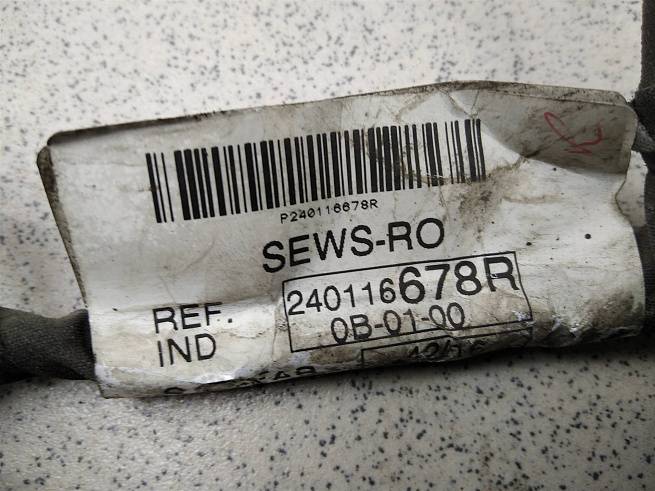 P240116678R
SEWS-RO
REF. 240116678R
IND 0B-01-00